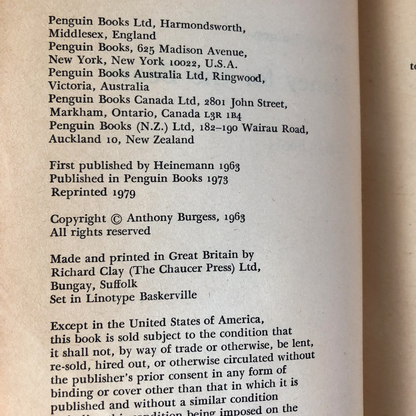 Penguin Books Ltd, Harmondsworth,
Middlesex, England
Penguin Books, 625 Madison Avenue,
New York, New York 10022, U.S.A.
Penguin Books Australia Ltd, Ringwood,
Victoria, Australia
Penguin Books Canada Ltd, 2801 John Street,
Markham, Ontario, Canada L3R 1B4
Penguin Books (N.Z.) Ltd, 182–190 Wairau Road,
Auckland 10, New Zealand
First published by Heinemann 1963
Published in Penguin Books 1973
Reprinted 1979
Copyright © Anthony Burgess, 1963
All rights reserved
Made and printed in Great Britain by
Richard Clay (The Chaucer Press) Ltd,
Bungay, Suffolk
Set in Linotype Baskerville
Except in the United States of America,
this book is sold subject to the condition that
it shall not, by way of trade or otherwise, be lent,
re-sold, hired out, or otherwise circulated without
the publisher's prior consent in any form of
binding or cover other than that in which it is
published and without a similar condition
condition being imposed on the
to